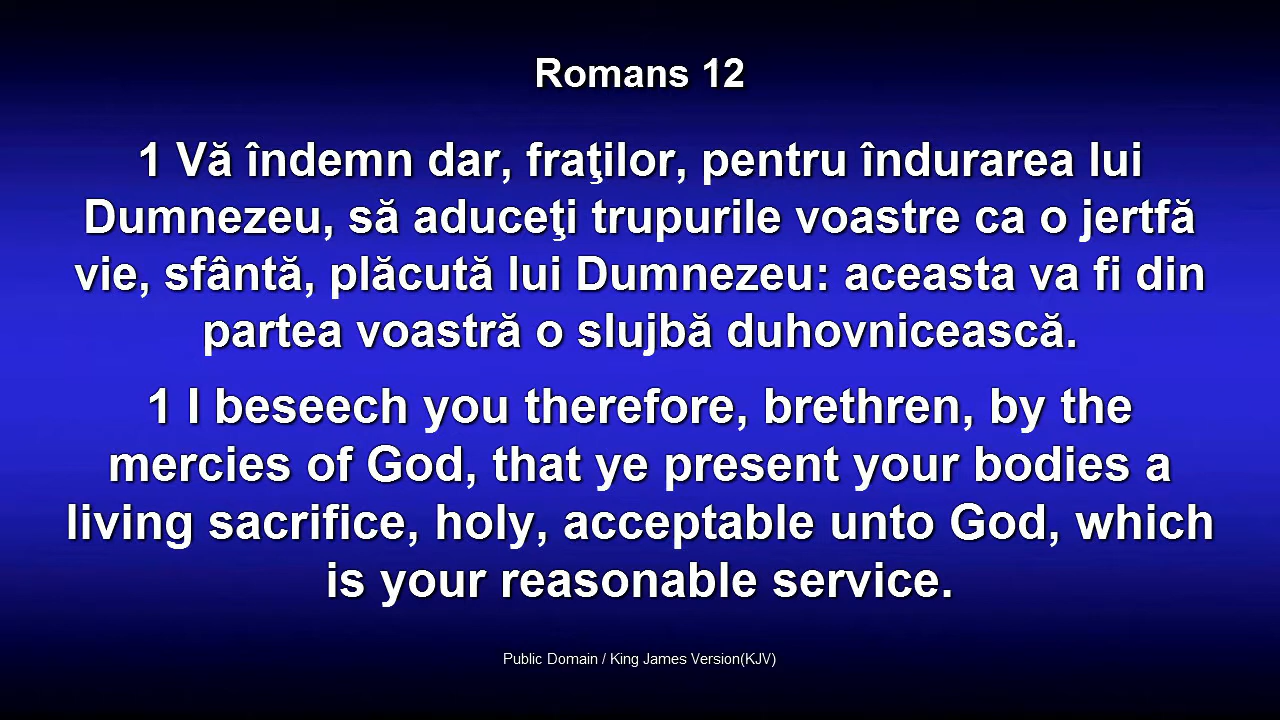 Romans 12
1 Vă îndemn dar, fraţilor, pentru îndurarea lui
Dumnezeu, să aduceţi trupurile voastre ca o jertfă
vie, sfântă, plăcută lui Dumnezeu: aceasta va fi din
partea voastră o slujbă duhovnicească.
1 I beseech you therefore, brethren, by the
mercies of God, that ye present your bodies a
living sacrifice, holy, acceptable unto God, which
is your reasonable service.
Public Domain / King James Version(KJV)